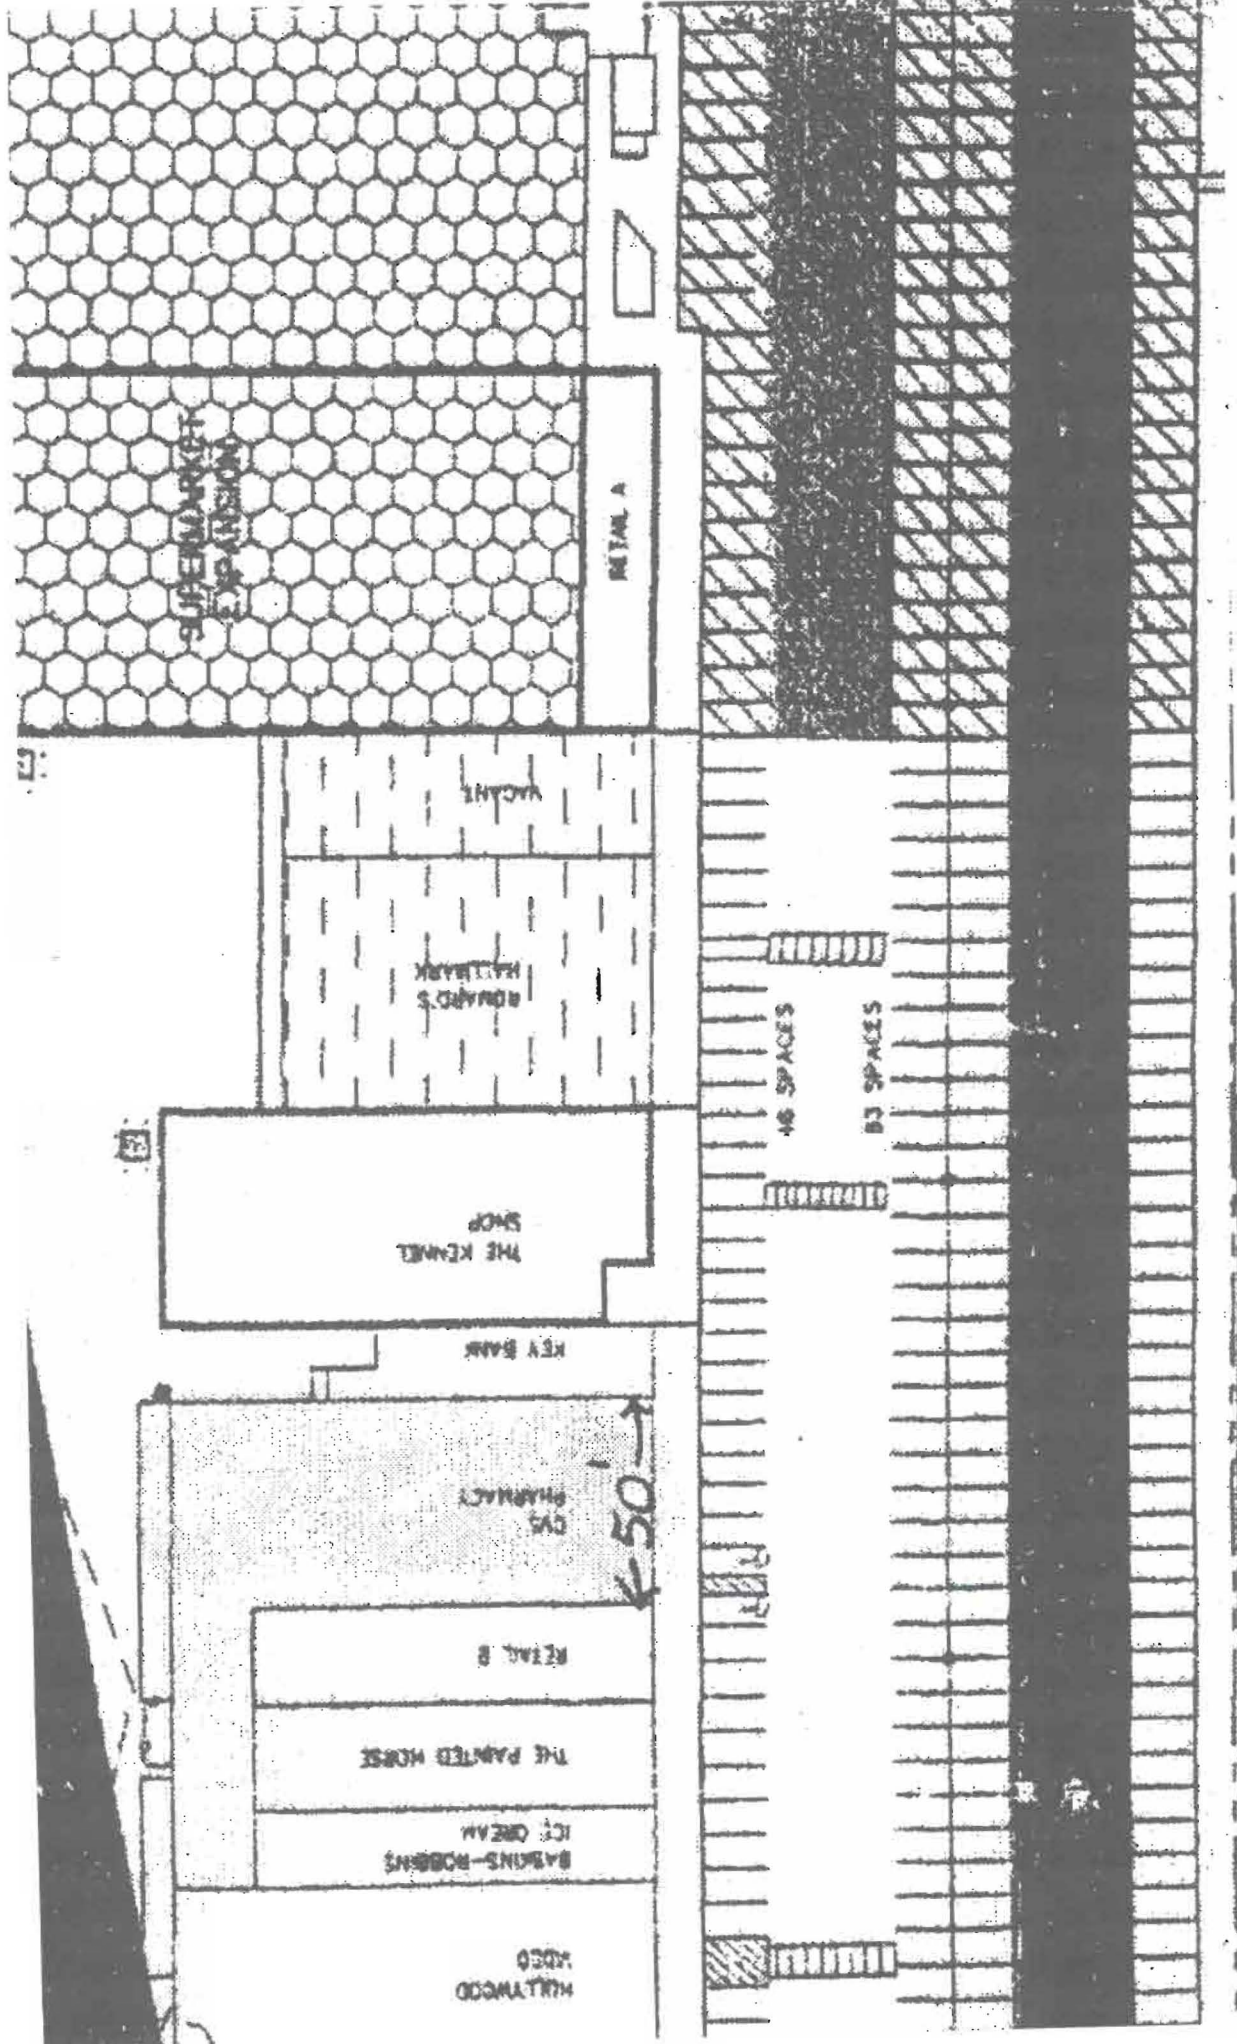 SUPERMARKET
EXPANSION
RETAIL A
VACANT
ROWARD'S
HALLMARK
46 SPACES
83 SPACES
THE KENNEL
SHOP
KEY BANK
CVS
PHARMACY
50'
RETAIL B
THE PAINTED HORSE
BASKINS-ROBBINS
ICE CREAM
HOLLYWOOD
VIDEO